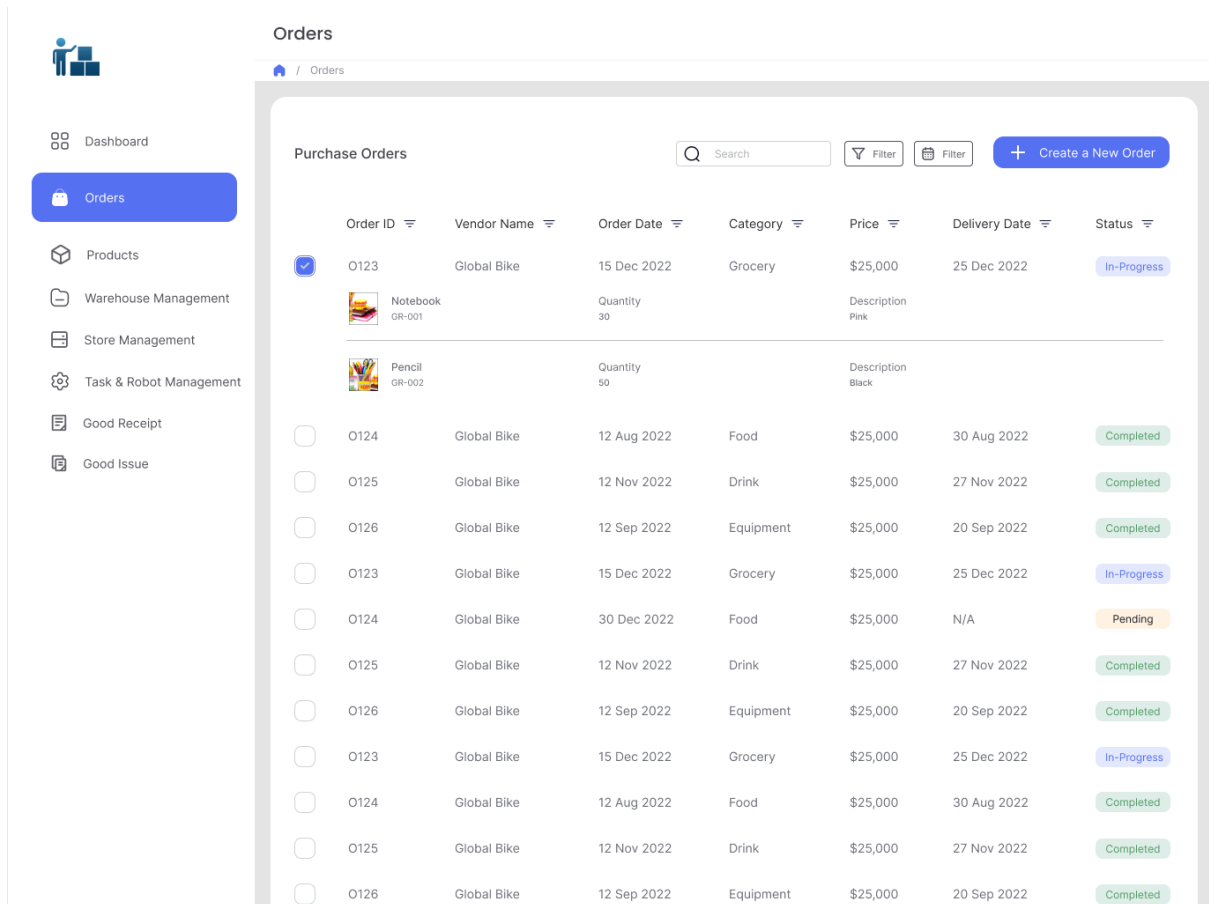 Orders
/ Orders
Dashboard
Orders
Products
Warehouse Management
Store Management
Task & Robot Management
Good Receipt
Good Issue
Purchase Orders Search Filter Filter + Create a New Order
Order ID Vendor Name Order Date Category Price Delivery Date Status
O123 Global Bike 15 Dec 2022 Grocery $25,000 25 Dec 2022 In-Progress
Notebook Quantity Description
GR-001 30 Pink
Pencil Quantity Description
GR-002 50 Black
O124 Global Bike 12 Aug 2022 Food $25,000 30 Aug 2022 Completed
O125 Global Bike 12 Nov 2022 Drink $25,000 27 Nov 2022 Completed
O126 Global Bike 12 Sep 2022 Equipment $25,000 20 Sep 2022 Completed
O123 Global Bike 15 Dec 2022 Grocery $25,000 25 Dec 2022 In-Progress
O124 Global Bike 30 Dec 2022 Food $25,000 N/A Pending
O125 Global Bike 12 Nov 2022 Drink $25,000 27 Nov 2022 Completed
O126 Global Bike 12 Sep 2022 Equipment $25,000 20 Sep 2022 Completed
O123 Global Bike 15 Dec 2022 Grocery $25,000 25 Dec 2022 In-Progress
O124 Global Bike 12 Aug 2022 Food $25,000 30 Aug 2022 Completed
O125 Global Bike 12 Nov 2022 Drink $25,000 27 Nov 2022 Completed
O126 Global Bike 12 Sep 2022 Equipment $25,000 20 Sep 2022 Completed